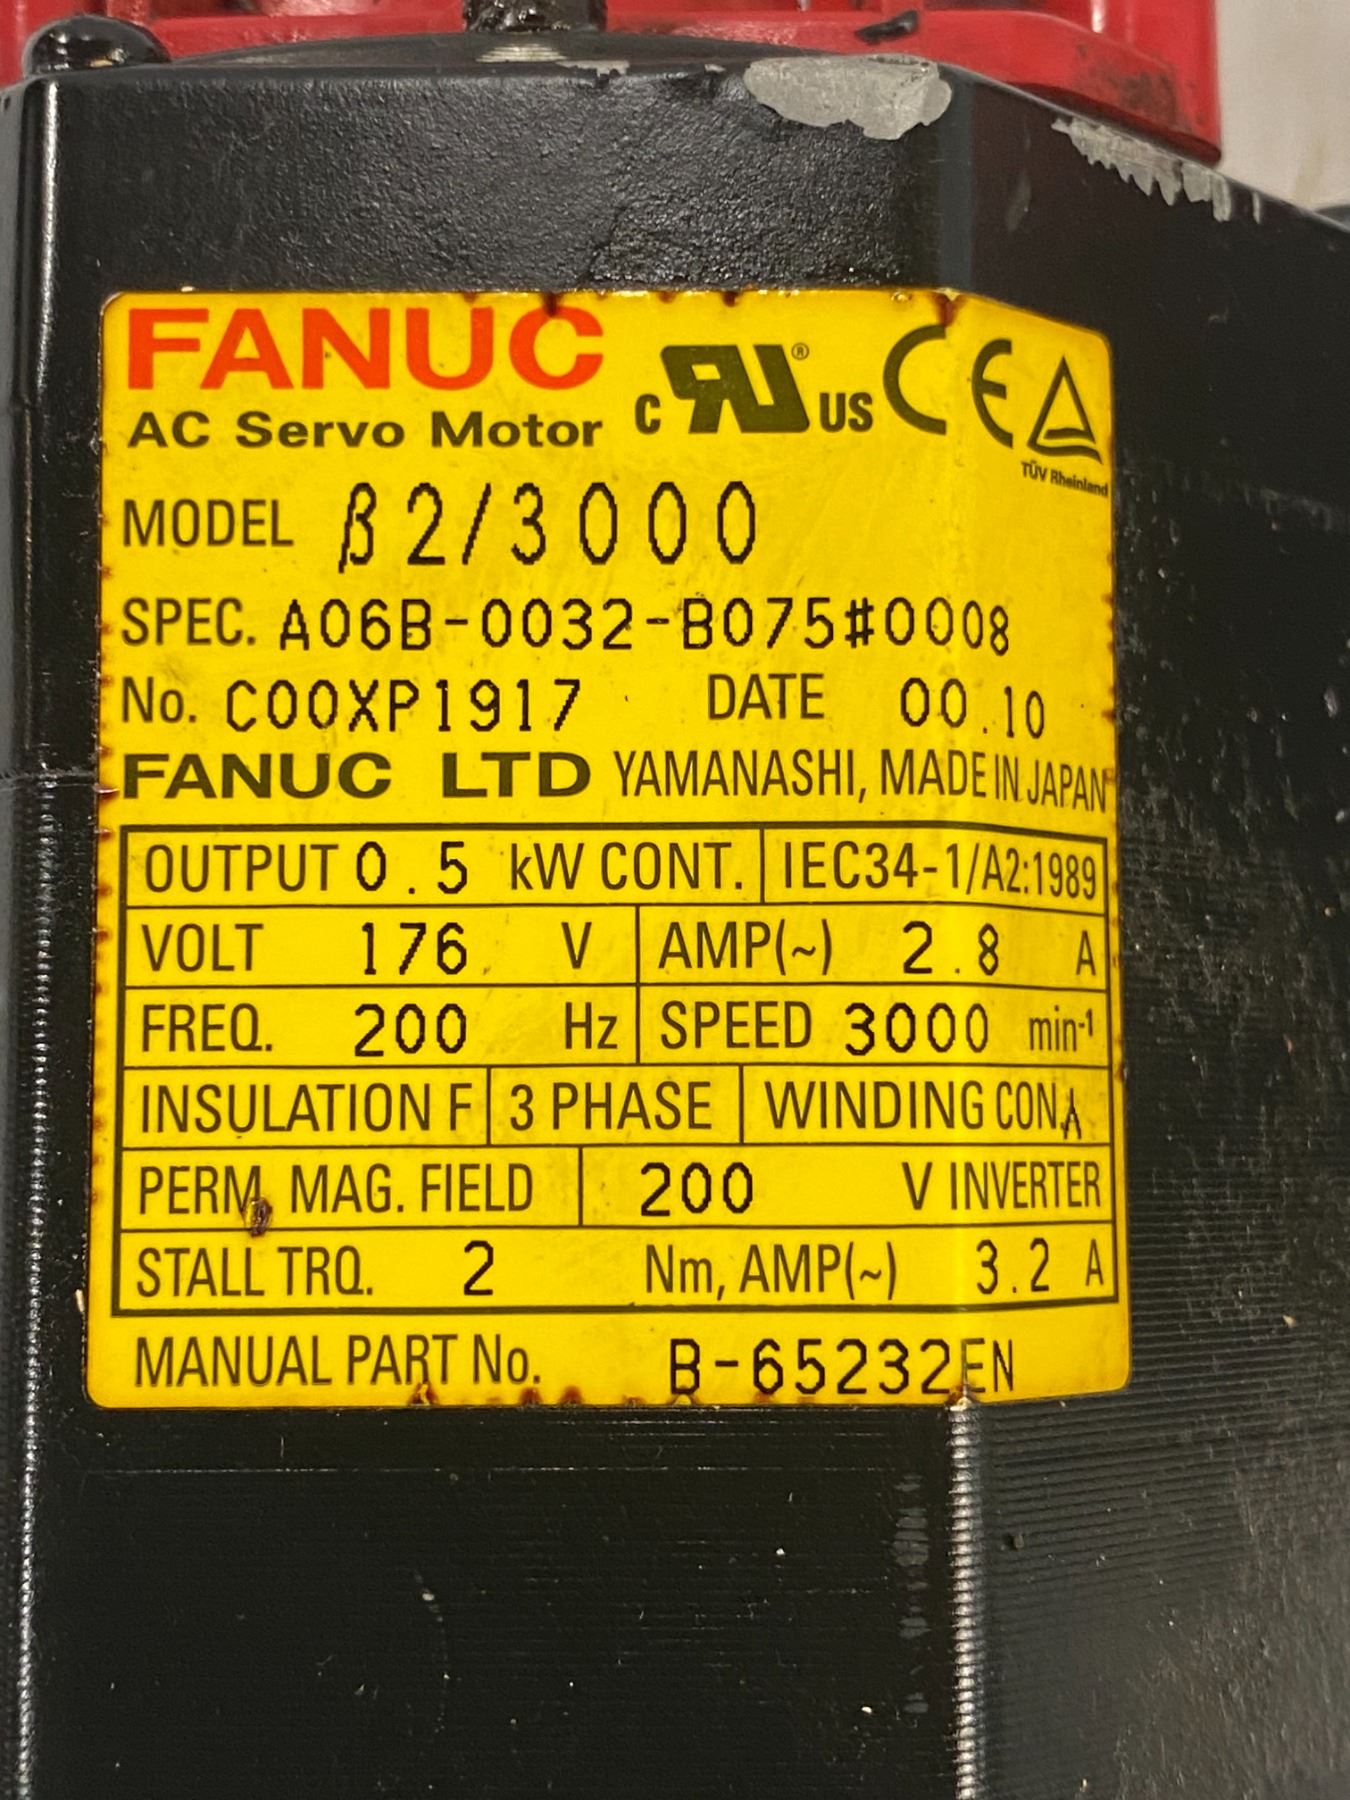 FANUC
AC Servo Motor
c RU ® US CE
TÜV Rheinland
MODEL β2/3000
SPEC. A06B-0032-B075#0008
No. C00XP1917 DATE 00.10
FANUC LTD YAMANASHI, MADE IN JAPAN
OUTPUT 0.5 kW CONT. IEC34-1/A2:1989
VOLT 176 V AMP(~) 2.8 A
FREQ. 200 Hz SPEED 3000 min-1
INSULATION F 3 PHASE WINDING CON.
PERM. MAG. FIELD 200 V INVERTER
STALL TRQ. 2 Nm, AMP(~) 3.2 A
MANUAL PART No. B-65232EN